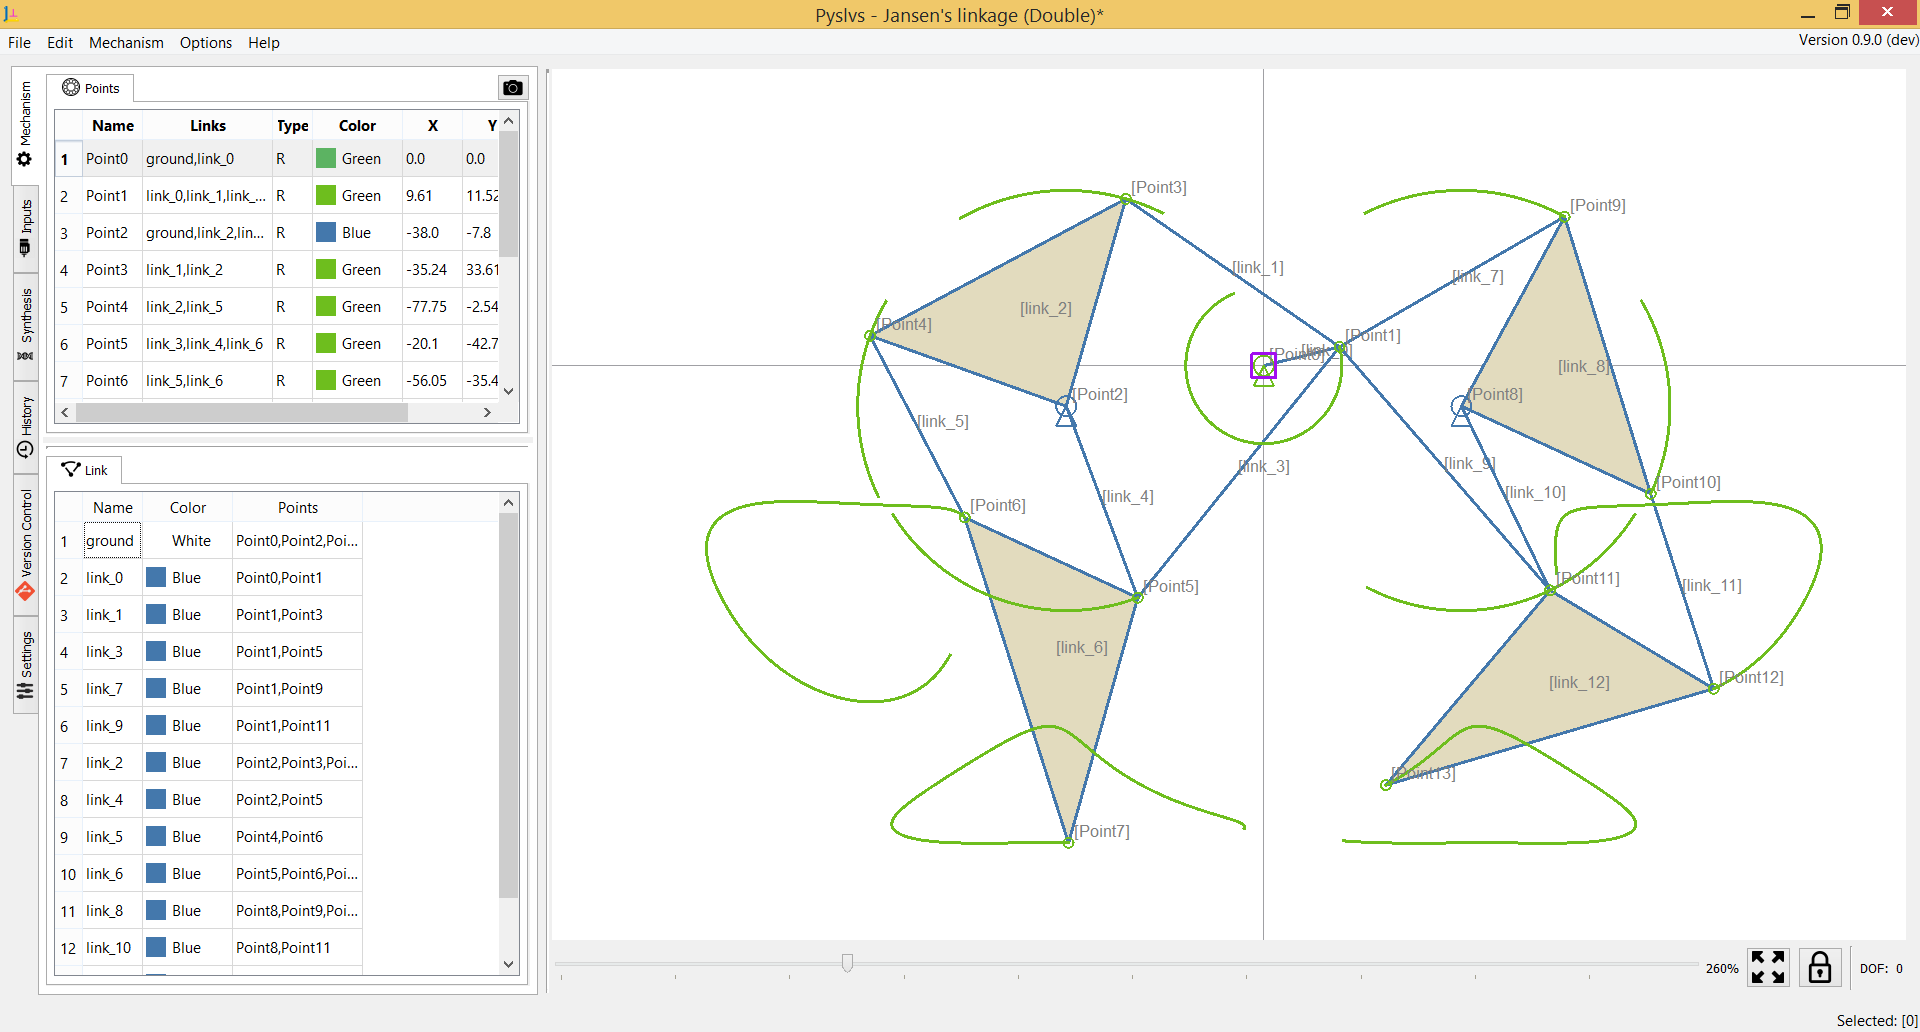 Pyslvs - Jansen's linkage (Double)*
File Edit Mechanism Options Help
Version 0.9.0 (dev)
Mechanism
Inputs
Synthesis
History
Version Control
Settings
Points
Name Links Type Color X Y
1 Point0 ground,link_0 R Green 0.0 0.0
2 Point1 link_0,link_1,link_... R Green 9.61 11.52
3 Point2 ground,link_2,lin... R Blue -38.0 -7.8
4 Point3 link_1,link_2 R Green -35.24 33.61
5 Point4 link_2,link_5 R Green -77.75 -2.54
6 Point5 link_3,link_4,link_6 R Green -20.1 -42.7
7 Point6 link_5,link_6 R Green -56.05 -35.4
Link
Name Color Points
1 ground White Point0,Point2,Poi...
2 link_0 Blue Point0,Point1
3 link_1 Blue Point1,Point3
4 link_3 Blue Point1,Point5
5 link_7 Blue Point1,Point9
6 link_9 Blue Point1,Point11
7 link_2 Blue Point2,Point3,Poi...
8 link_4 Blue Point2,Point5
9 link_5 Blue Point4,Point6
10 link_6 Blue Point5,Point6,Poi...
11 link_8 Blue Point8,Point9,Poi...
12 link_10 Blue Point8,Point11
[Point3]
[Point9]
[link_1]
[link_7]
[link_2]
[Point4]
[Point1]
[link_8]
[Point2]
[Point8]
[link_5]
[link_3]
[link_9]
[link_4]
[link_10]
[Point10]
[Point6]
[Point5]
[Point11]
[link_11]
[link_6]
[link_12]
[Point12]
[Point13]
[Point7]
260%
DOF: 0
Selected: [0]